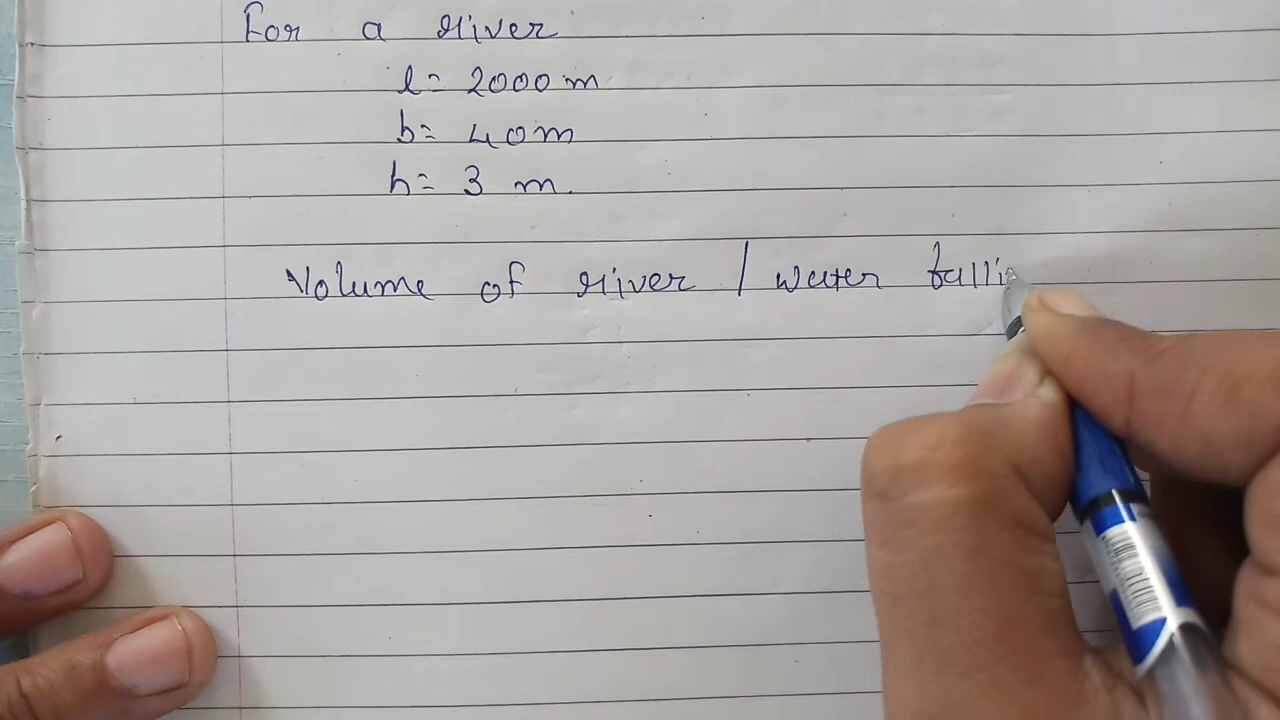 For a river
l = 2000 m
b = 40 m
h = 3 m.
Volume of river / water falli